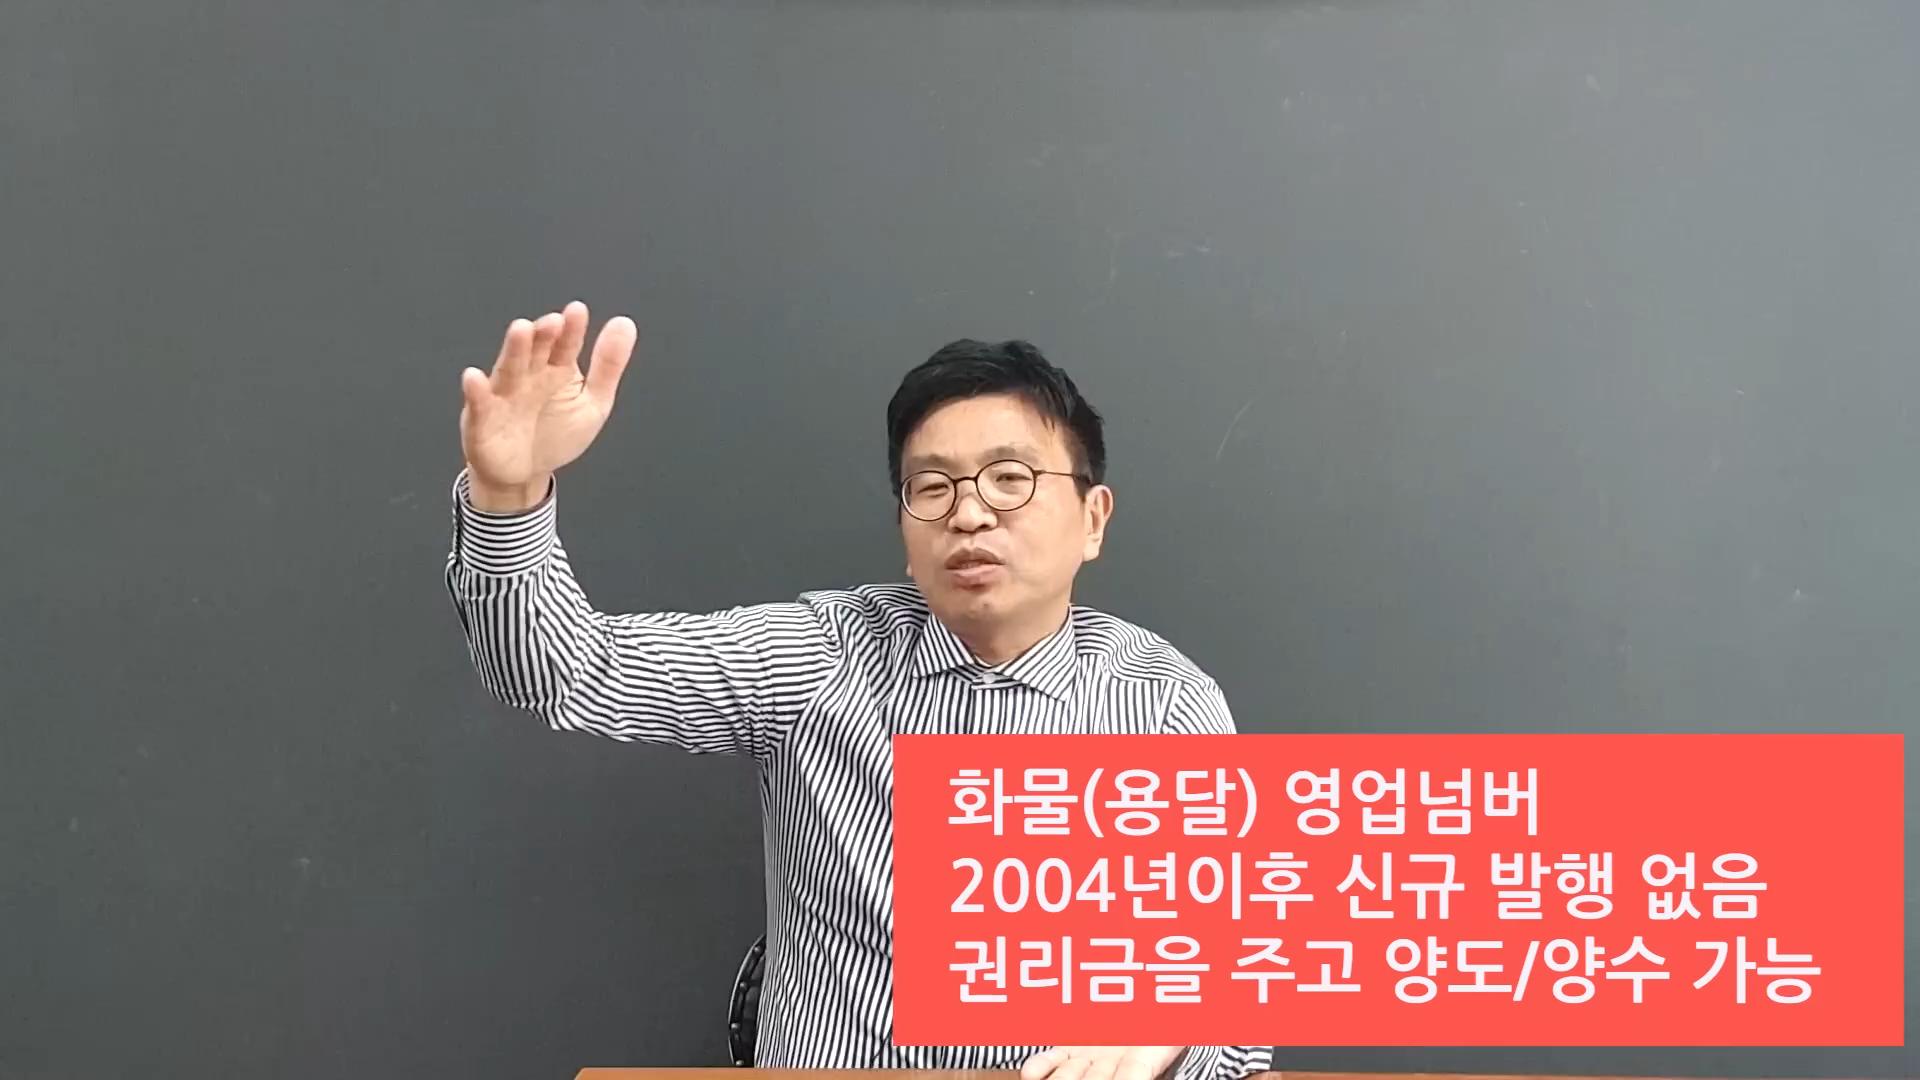 화물(용달) 영업넘버
2004년이후 신규 발행 없음
권리금을 주고 양도/양수 가능